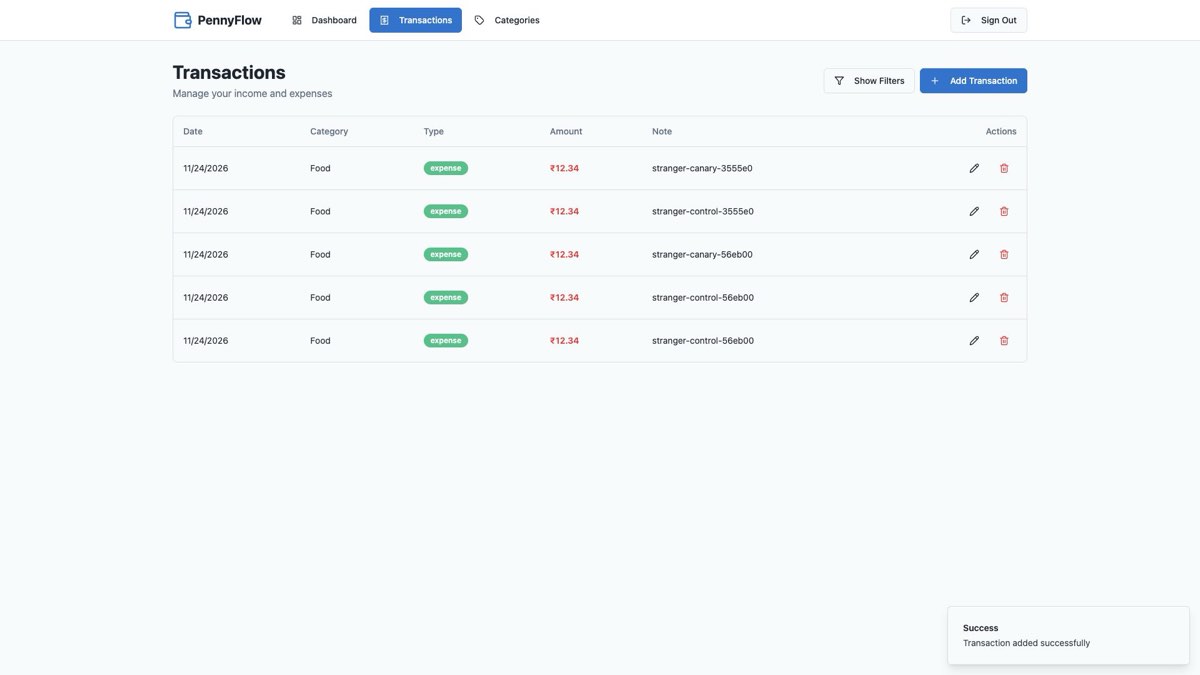 PennyFlow Dashboard Transactions Categories Sign Out
Transactions
Manage your income and expenses
Show Filters Add Transaction
Date Category Type Amount Note Actions
11/24/2026 Food expense ₹12.34 stranger-canary-3555e0
11/24/2026 Food expense ₹12.34 stranger-control-3555e0
11/24/2026 Food expense ₹12.34 stranger-canary-56eb00
11/24/2026 Food expense ₹12.34 stranger-control-56eb00
11/24/2026 Food expense ₹12.34 stranger-control-56eb00
Success
Transaction added successfully